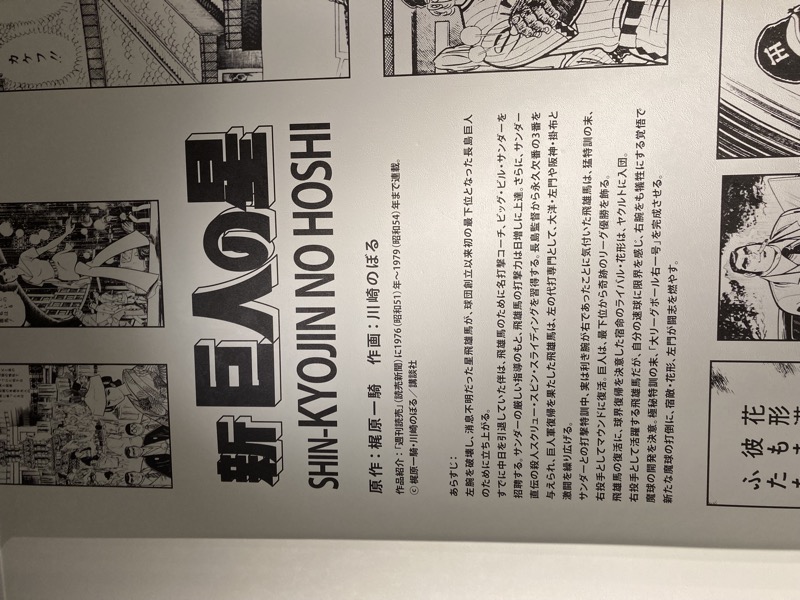 カケフ!!
新巨人の星
SHIN-KYOJIN NO HOSHI
原作：梶原一騎　作画：川崎のぼる
作品紹介：「週刊読売」（読売新聞）に1976（昭和51）年～1979（昭和54）年まで連載。
©梶原一騎・川崎のぼる／講談社
あらすじ：
左腕を破壊し、消息不明だった星飛雄馬が、球団創立以来初の最下位となった長島巨人
のために立ち上がる。
すでに中日を引退していた伴は、飛雄馬のために名打撃コーチ、ビッグ・ビル・サンダーを
招聘する。サンダーの厳しい指導のもと、飛雄馬の打撃力は日増しに上達。さらに、サンダー
直伝の殺人スクリュー・スピン・スライディングを習得する。長島監督から永久欠番の3番を
与えられ、巨人軍復帰を果たした飛雄馬は、左の代打専門として、大洋・左門や阪神・掛布と
激闘を繰り広げる。
サンダーとの打撃特訓中、実は利き腕が右であったことに気付いた飛雄馬は、猛特訓の末、
右投手としてマウンドに復活。巨人は、最下位から奇跡のリーグ優勝を飾る。
飛雄馬の復活に、球界復帰を決意した宿命のライバル・花形は、ヤクルトに入団。
右投手として活躍する飛雄馬だが、自分の速球に限界を感じ、右腕をも犠牲にする覚悟で
魔球の開発を決意。極秘特訓の末、「大リーグボール右一号」を完成させる。
新たな魔球の打倒に、宿敵・花形、左門が闘志を燃やす。
花形満
彼もま
ふたた